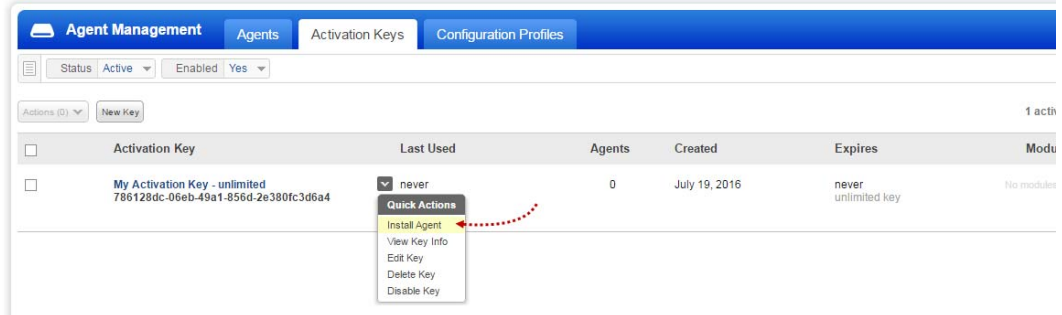 Agent Management Agents Activation Keys Configuration Profiles
Status Active Enabled Yes
Actions (0) New Key 1
Activation Key Last Used Agents Created Expires
My Activation Key - unlimited never 0 July 19, 2016 never
786128dc-06eb-49a1-856d-2e380fc3d6a4 unlimited key
No modules
Quick Actions
Install Agent
View Key Info
Edit Key
Delete Key
Disable Key